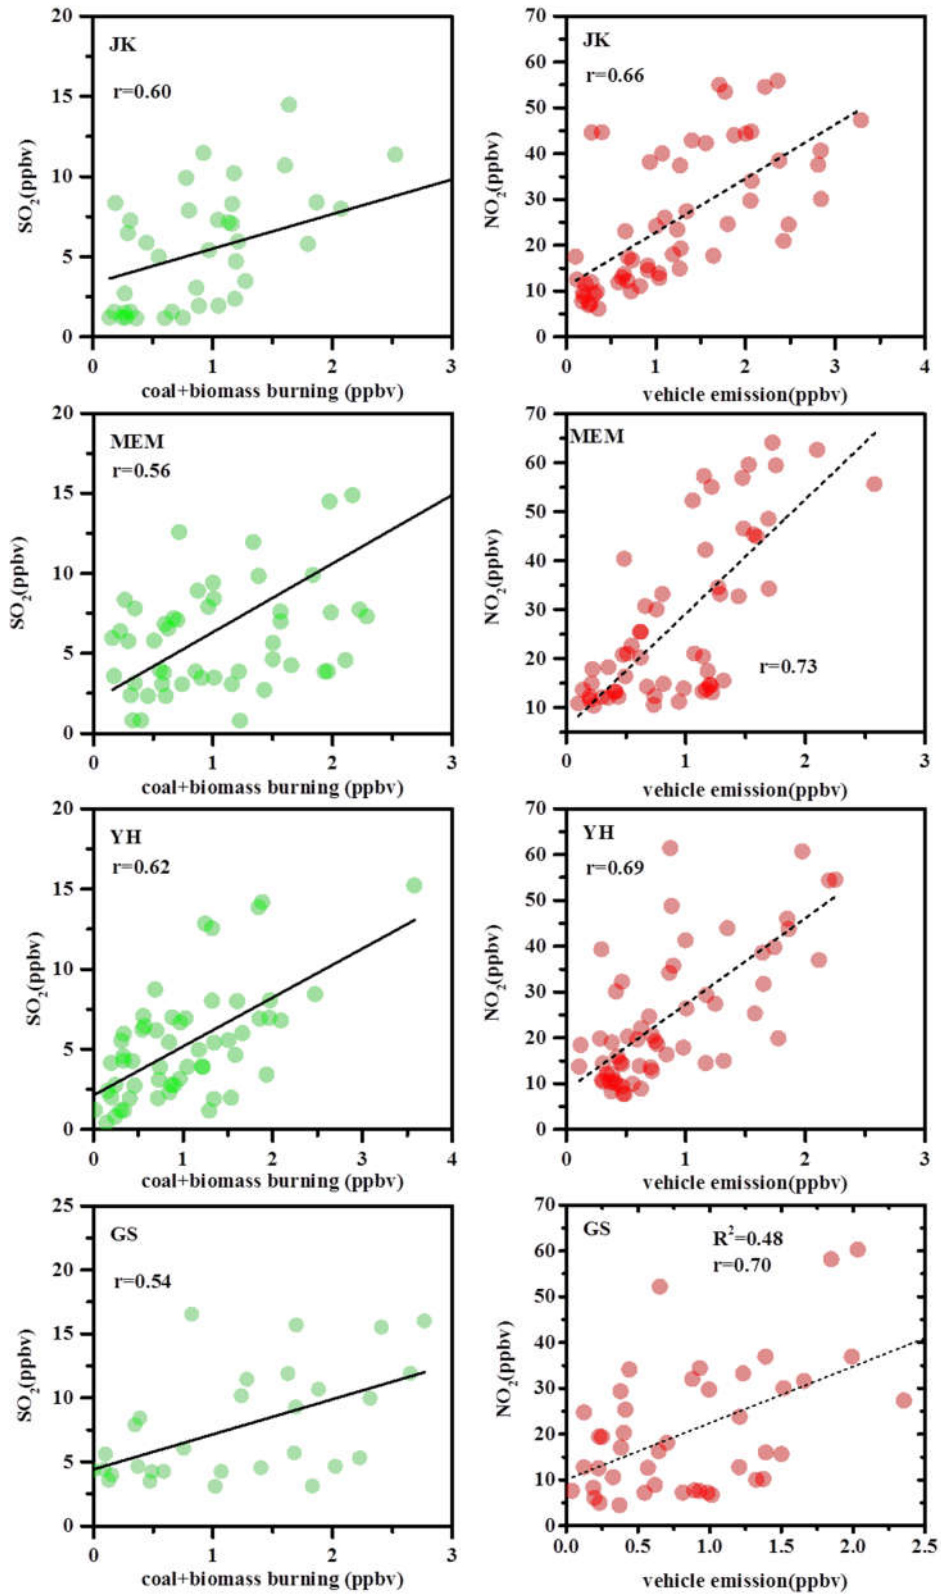 20
JK
r=0.60
15
10
5
0
SO2(ppbv)
0 1 2 3
coal+biomass burning (ppbv)
70
JK
60
r=0.66
50
40
30
20
10
0
NO2(ppbv)
0 1 2 3 4
vehicle emission(ppbv)
20
MEM
r=0.56
15
10
5
0
SO2(ppbv)
0 1 2 3
coal+biomass burning (ppbv)
70
MEM
60
50
40
30
20
r=0.73
10
NO2(ppbv)
0 1 2 3
vehicle emission(ppbv)
20
YH
r=0.62
15
10
5
0
SO2(ppbv)
0 1 2 3 4
coal+biomass burning (ppbv)
70
YH
60
r=0.69
50
40
30
20
10
0
NO2(ppbv)
0 1 2 3
vehicle emission(ppbv)
25
GS
20
r=0.54
15
10
5
0
SO2(ppbv)
0 1 2 3
coal+biomass burning (ppbv)
70
GS
R2=0.48
60
r=0.70
50
40
30
20
10
0
NO2(ppbv)
0.0 0.5 1.0 1.5 2.0 2.5
vehicle emission(ppbv)